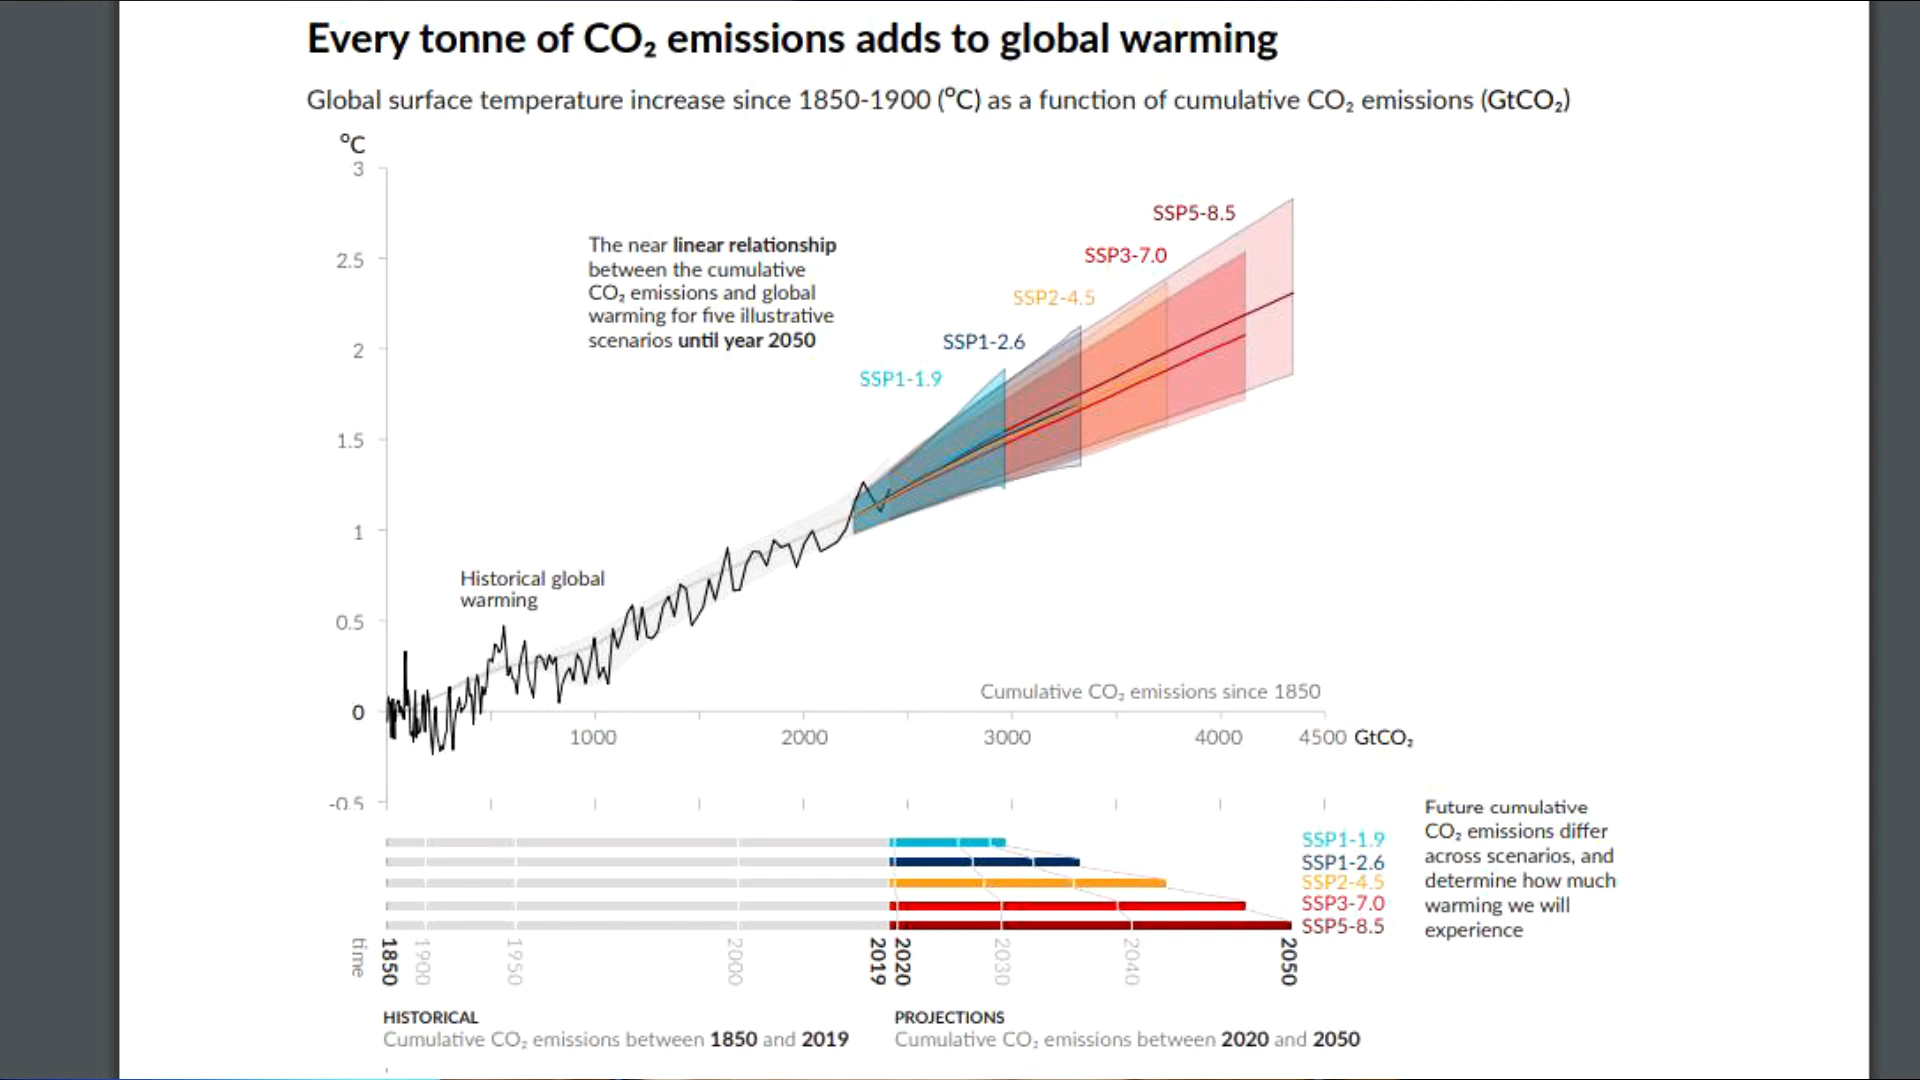 Every tonne of CO₂ emissions adds to global warming
Global surface temperature increase since 1850-1900 (°C) as a function of cumulative CO₂ emissions (GtCO₂)
°C
3
2.5
2
1.5
1
0.5
0
-0.5
The near linear relationship
between the cumulative
CO₂ emissions and global
warming for five illustrative
scenarios until year 2050
SSP5-8.5
SSP3-7.0
SSP2-4.5
SSP1-2.6
SSP1-1.9
Historical global
warming
Cumulative CO₂ emissions since 1850
1000 2000 3000 4000 4500 GtCO₂
SSP1-1.9
SSP1-2.6
SSP2-4.5
SSP3-7.0
SSP5-8.5
Future cumulative
CO₂ emissions differ
across scenarios, and
determine how much
warming we will
experience
time 1850 1900 1950 2000 2019 2020 2030 2040 2050
HISTORICAL
Cumulative CO₂ emissions between 1850 and 2019
PROJECTIONS
Cumulative CO₂ emissions between 2020 and 2050